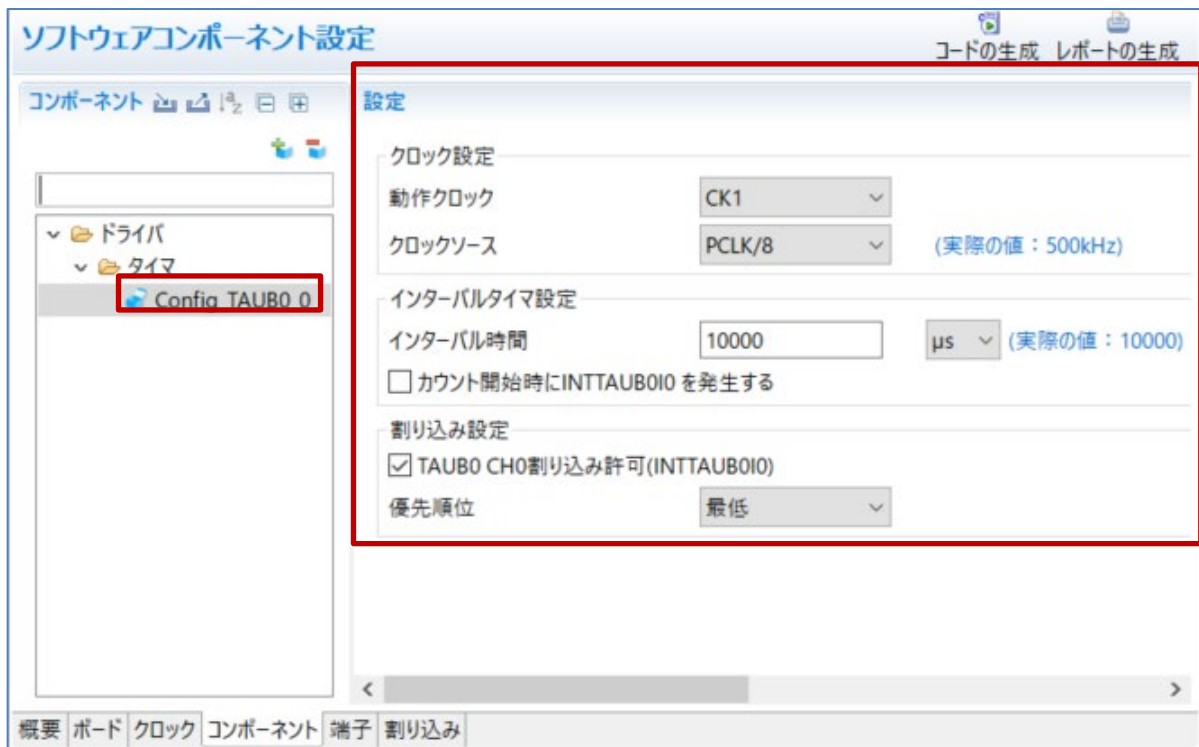 ソフトウェアコンポーネント設定
コードの生成 レポートの生成
コンポーネント
設定
クロック設定
動作クロック CK1
クロックソース PCLK/8 (実際の値：500kHz)
ドライバ
タイマ
Config_TAUB0_0
インターバルタイマ設定
インターバル時間 10000 μs (実際の値：10000)
カウント開始時にINTTAUB0I0 を発生する
割り込み設定
TAUB0 CH0割り込み許可(INTTAUB0I0)
優先順位 最低
概要 ボード クロック コンポーネント 端子 割り込み